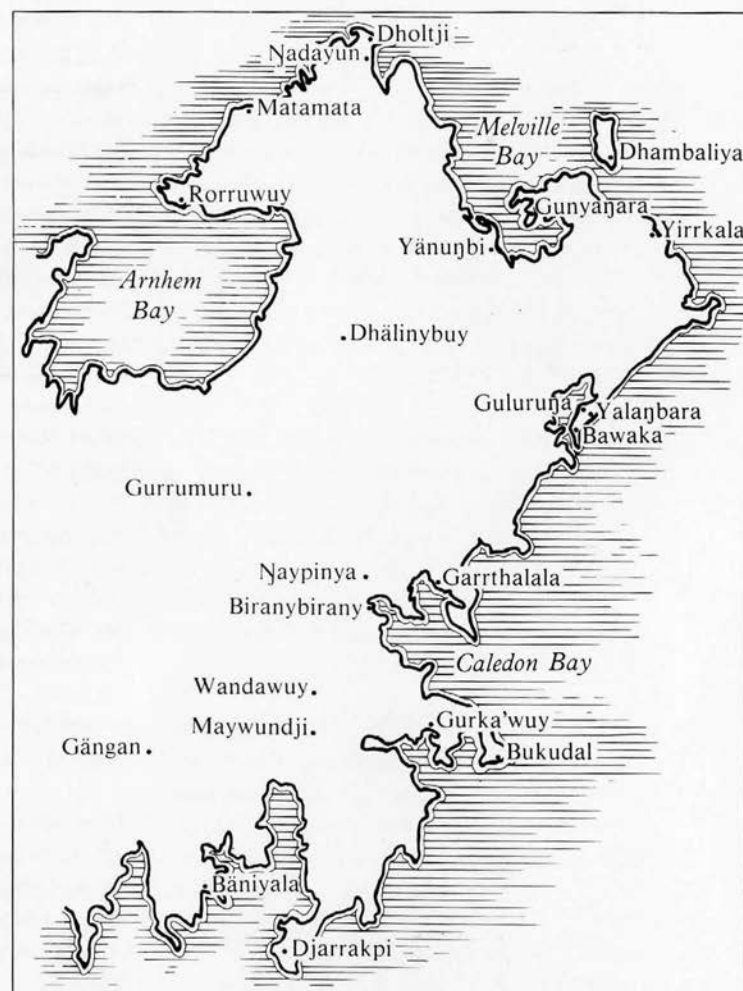 Dholtji
Ŋadayun
Matamata
Melville
Bay
Dhambaliya
Rorruwuy
Gunyaŋara
Yirrkala
Yänuŋbi
Arnhem
Bay
Dhälinybuy
Guluruŋa
Yalaŋbara
Bawaka
Gurrumuru
Ŋaypinya
Garrthalala
Biranybirany
Caledon Bay
Wandawuy
Gurka'wuy
Maywundji
Gängan
Bukudal
Bäniyala
Djarrakpi